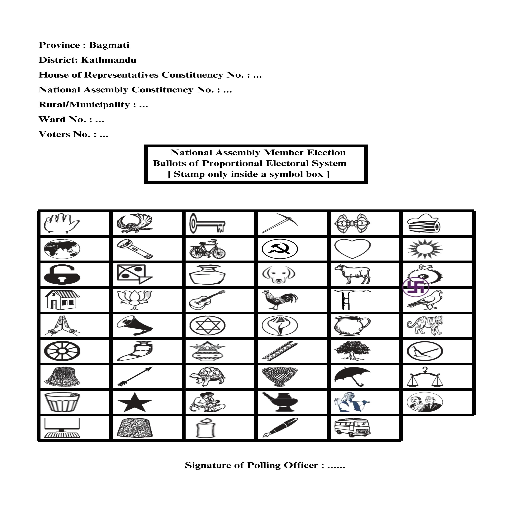 Province : Bagmati
District: Kathmandu
House of Representatives Constituency No. : ...
National Assembly Constituency No. : ...
Rural/Municipality : ...
Ward No. : ...
Voters No. : ...
National Assembly Member Election
Ballots of Proportional Electoral System
[ Stamp only inside a symbol box ]
Signature of Polling Officer : ......